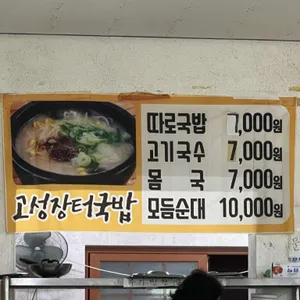 따로국밥 7,000원
고기국수 7,000원
몸 국 7,000원
모듬순대 10,000원
고성장터국밥